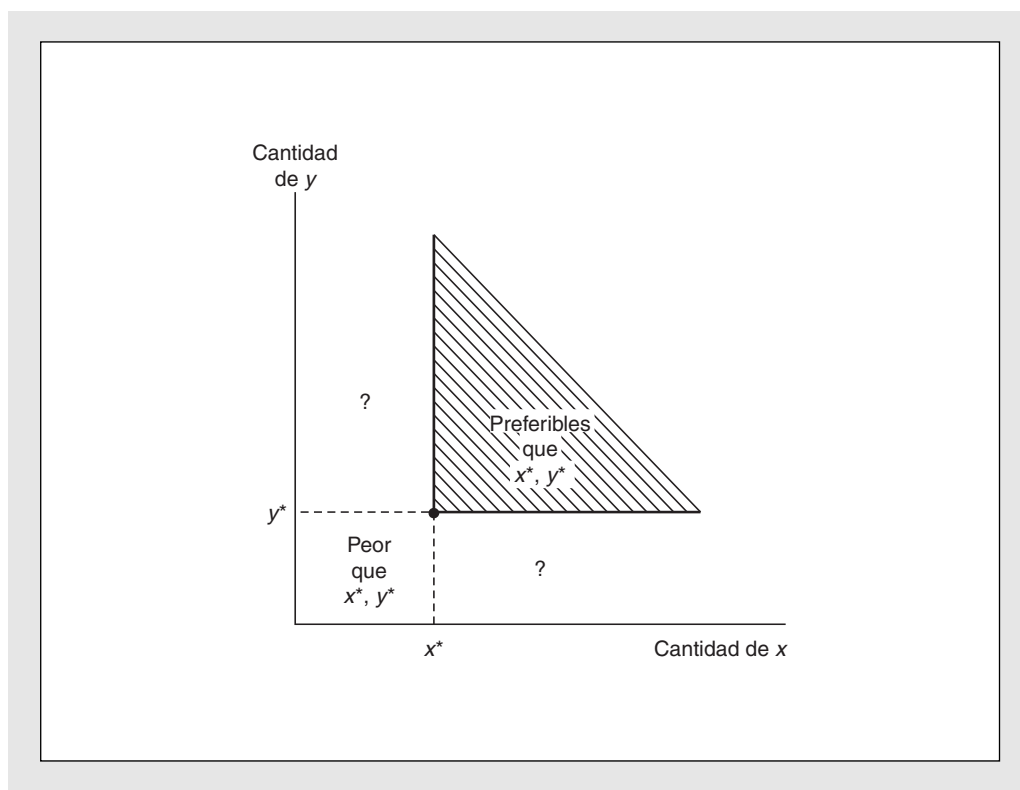 Cantidad
de y
?
Preferibles
que
x*, y*
y*
Peor
que
x*, y*
?
x*
Cantidad de x